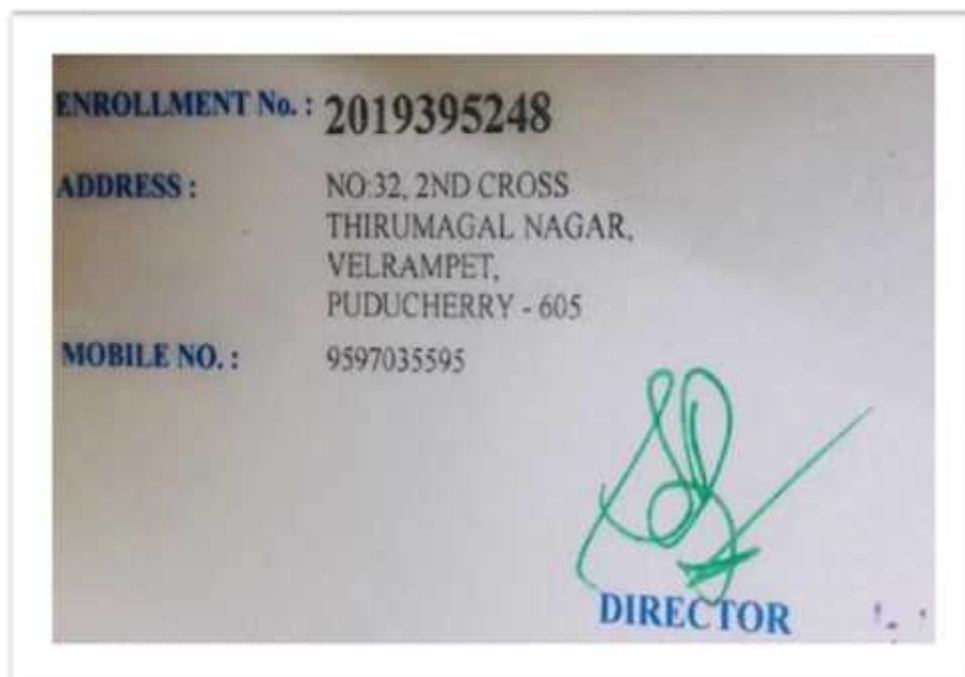 ENROLLMENT No. : 2019395248
ADDRESS : NO:32, 2ND CROSS
THIRUMAGAL NAGAR,
VELRAMPET,
PUDUCHERRY - 605
MOBILE NO. : 9597035595
DIRECTOR